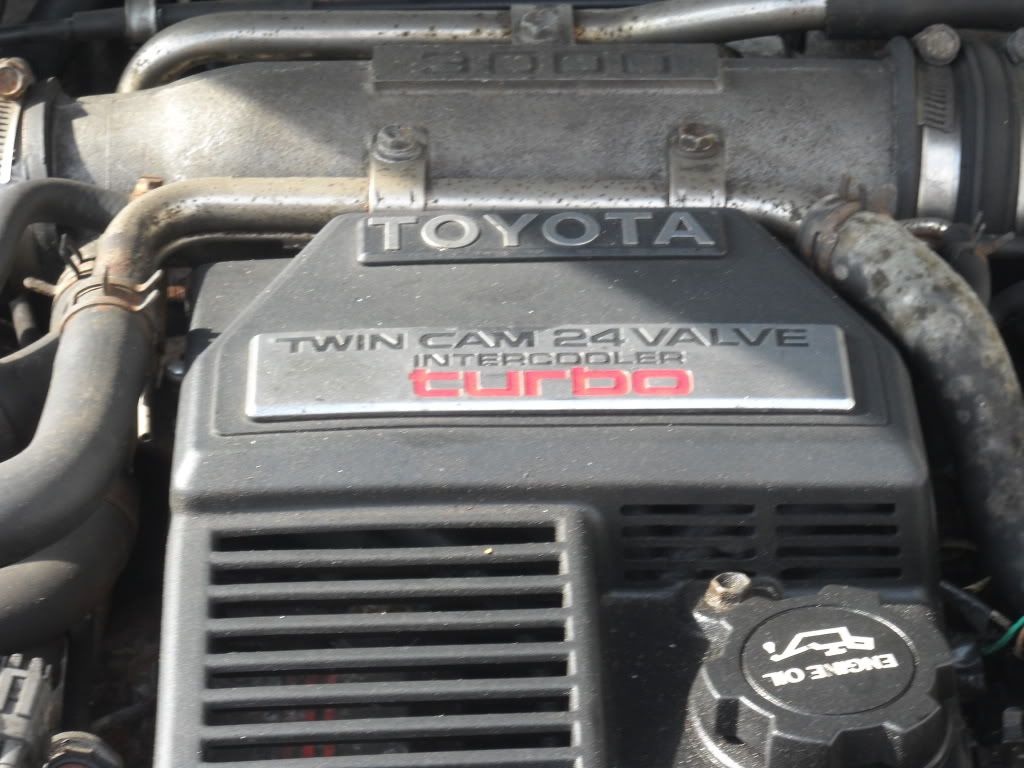 3000
TOYOTA
TWIN CAM 24 VALVE
INTERCOOLER
turbo
ENGINE OIL